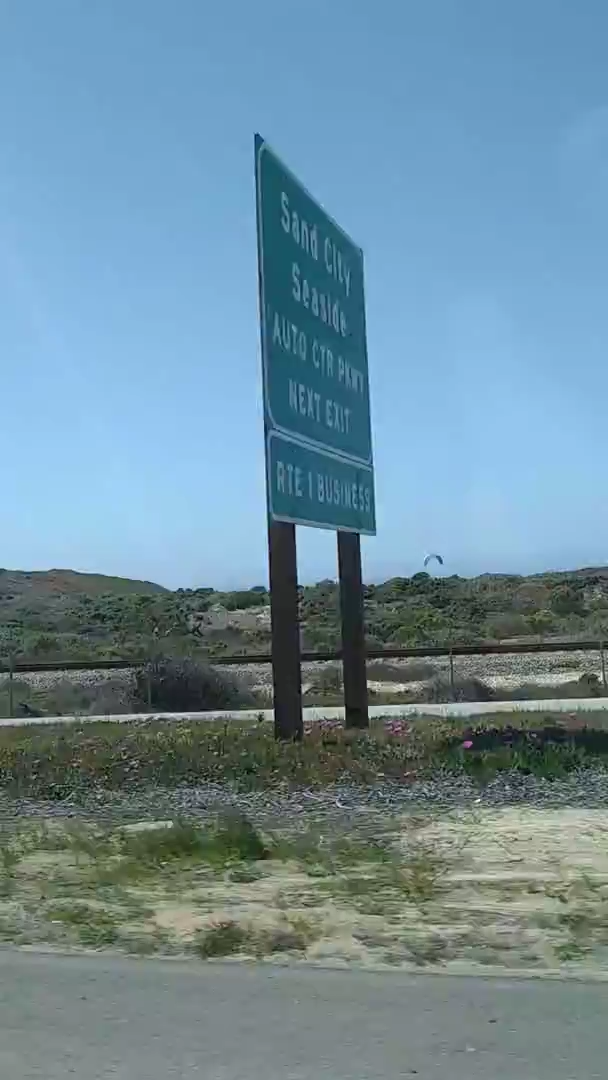 Sand City
Seaside
AUTO CTR PKWY
NEXT EXIT
RTE 1 BUSINESS